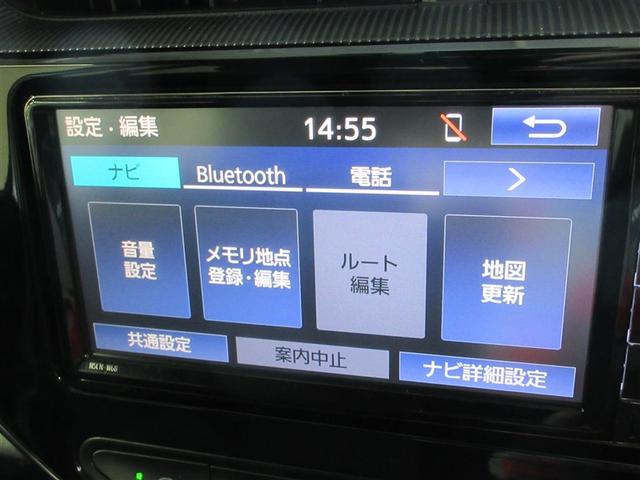 設定・編集 14:55
ナビ Bluetooth 電話
音量
設定
メモリ地点
登録・編集
ルート
編集
地図
更新
共通設定 案内中止 ナビ詳細設定
NSCN-W68